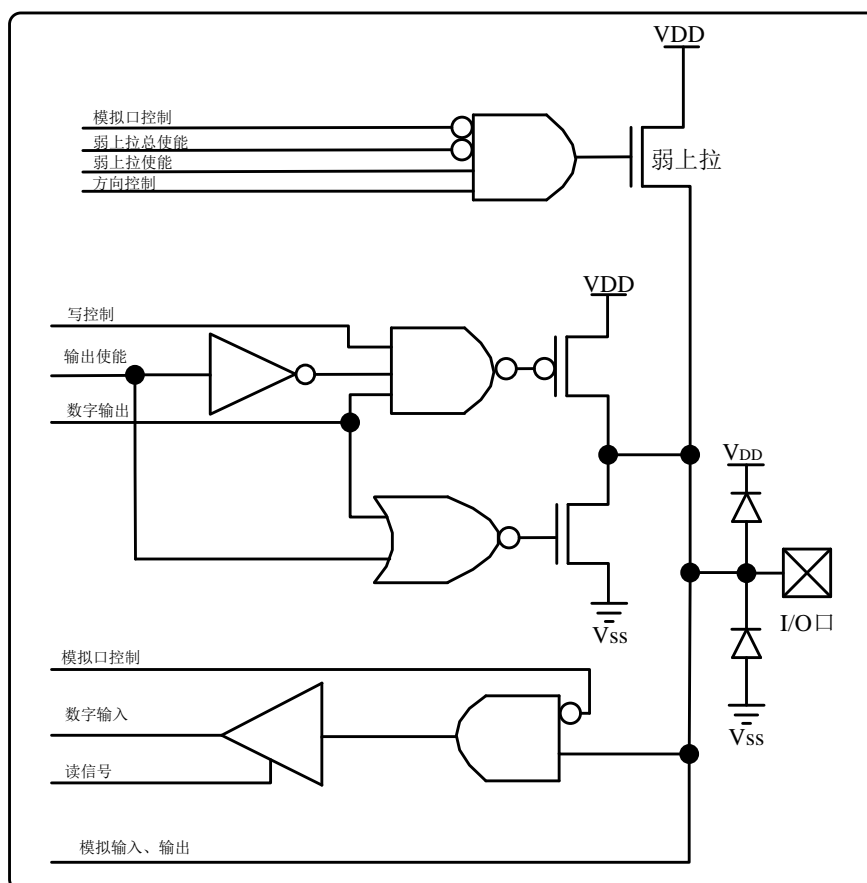 VDD
模拟口控制
弱上拉总使能
弱上拉使能
方向控制
弱上拉
VDD
写控制
输出使能
数字输出
VDD
I/O口
Vss
模拟口控制
数字输入
Vss
读信号
模拟输入、输出